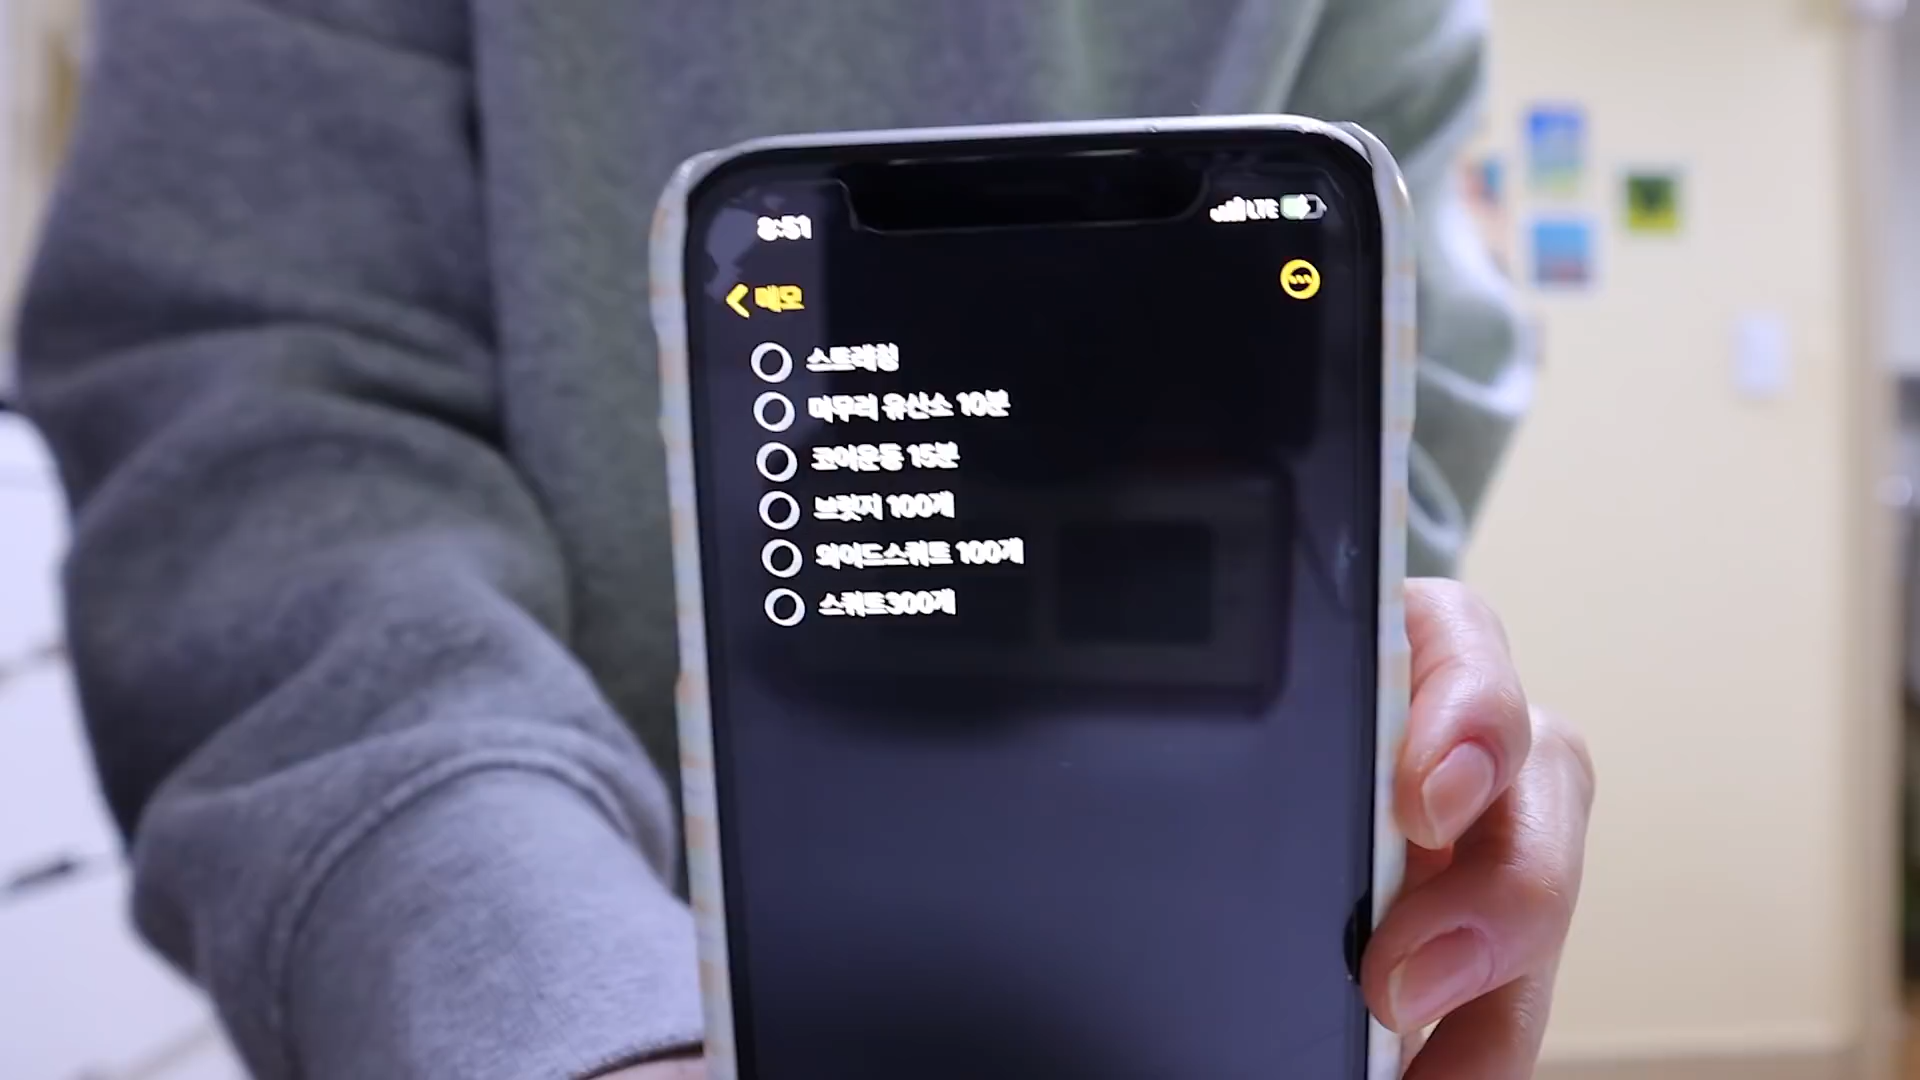 8:51
LTE
메모
스트레칭
마무리 유산소 10분
코어운동 15분
브릿지 100개
와이드스쿼트 100개
스쿼트300개